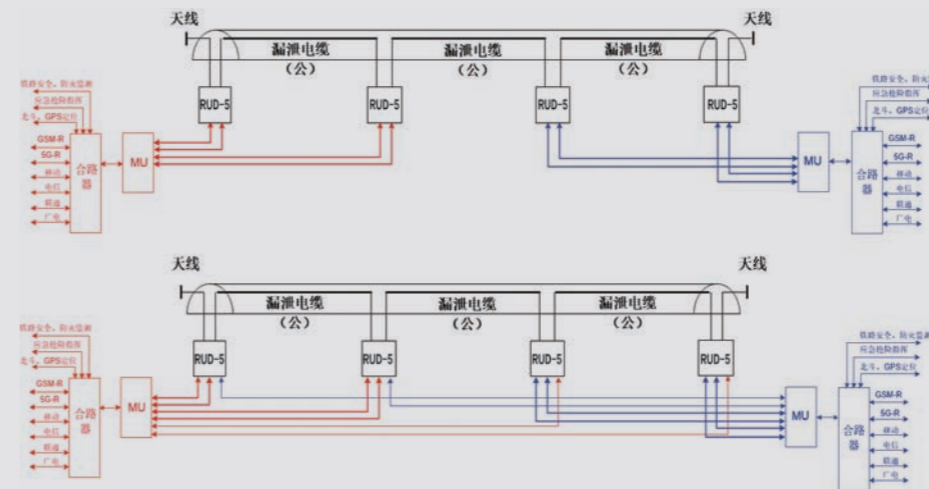 天线
天线
漏泄电缆
（公）
漏泄电缆
（公）
漏泄电缆
（公）
RUD-5
RUD-5
RUD-5
RUD-5
铁路安全，防火监测
应急抢险指挥
北斗，GPS定位
GSM-R
5G-R
移动
电信
联通
广电
合路器
MU
MU
合路器
铁路安全，防火监
应急抢险指挥
北斗，GPS定位
GSM-R
5G-R
移动
电信
联通
广电
天线
天线
漏泄电缆
（公）
漏泄电缆
（公）
漏泄电缆
（公）
RUD-5
RUD-5
RUD-5
RUD-5
铁路安全，防火监测
应急抢险指挥
北斗，GPS定位
GSM-R
5G-R
移动
电信
联通
广电
合路器
MU
MU
合路器
铁路安全，防火监测
应急抢险指挥
北斗，GPS定位
GSM-R
5G-R
移动
电信
联通
广电